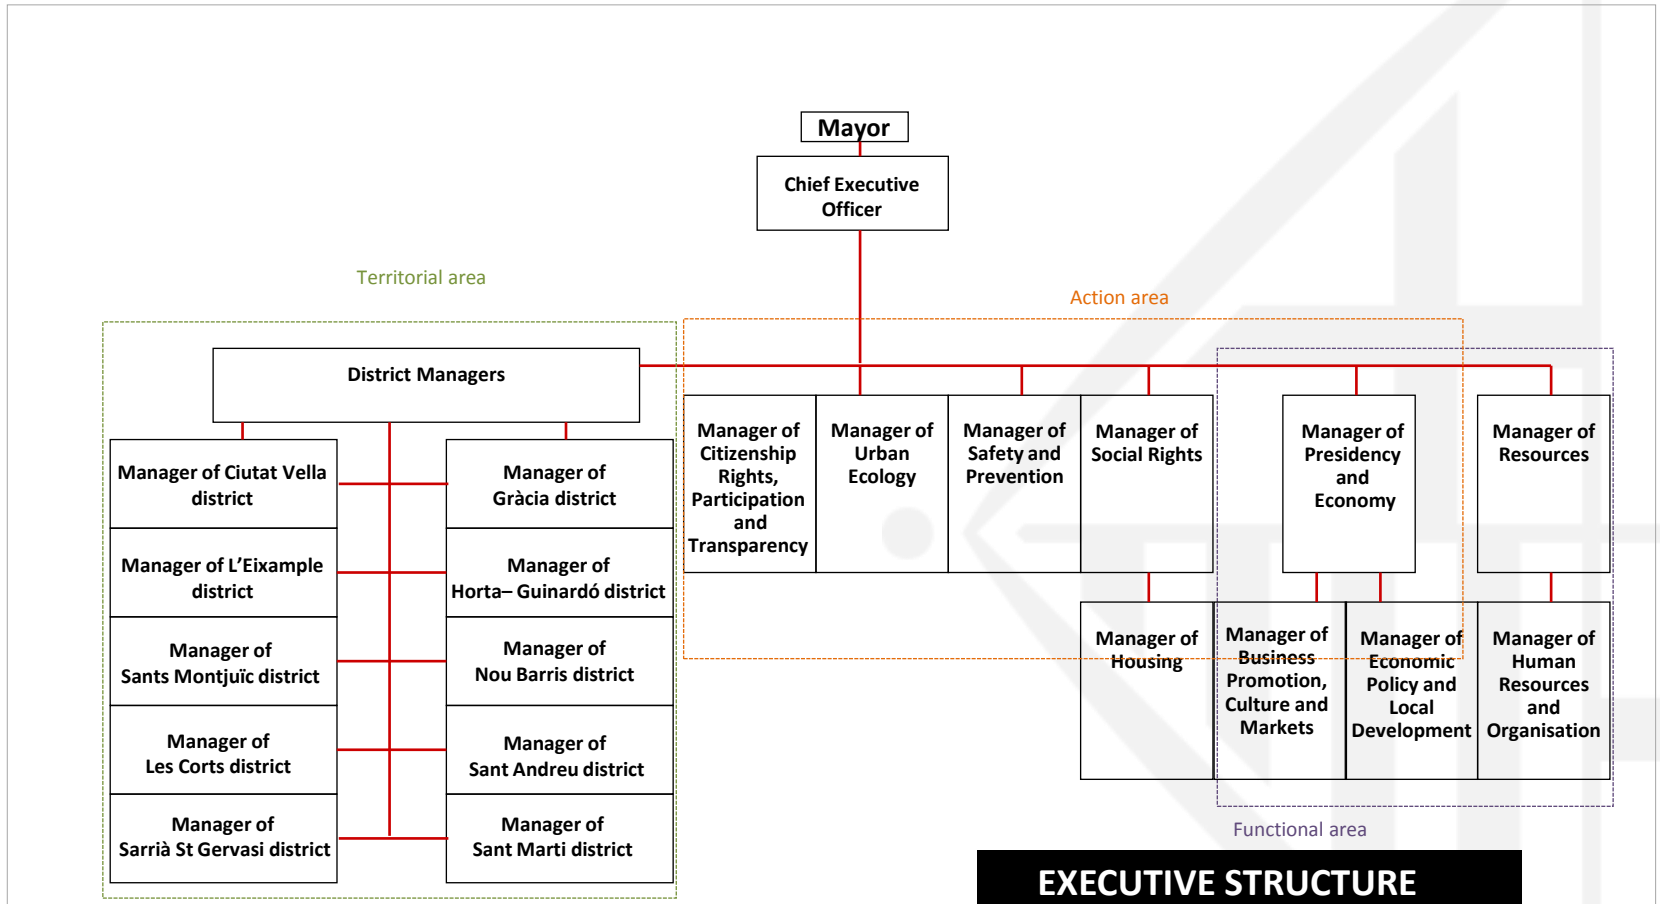 Mayor
Chief Executive
Officer
Territorial area
Action area
District Managers
Manager of Ciutat Vella
district
Manager of
Gràcia district
Manager of L'Eixample
district
Manager of
Horta– Guinardó district
Manager of
Sants Montjuïc district
Manager of
Nou Barris district
Manager of
Les Corts district
Manager of
Sant Andreu district
Manager of
Sarrià St Gervasi district
Manager of
Sant Marti district
Manager of
Citizenship
Rights,
Participation
and
Transparency
Manager of
Urban
Ecology
Manager of
Safety and
Prevention
Manager of
Social Rights
Manager of
Presidency
and
Economy
Manager of
Resources
Manager of
Housing
Manager of
Business
Promotion,
Culture and
Markets
Manager of
Economic
Policy and
Local
Development
Manager of
Human
Resources
and
Organisation
Functional area
EXECUTIVE STRUCTURE